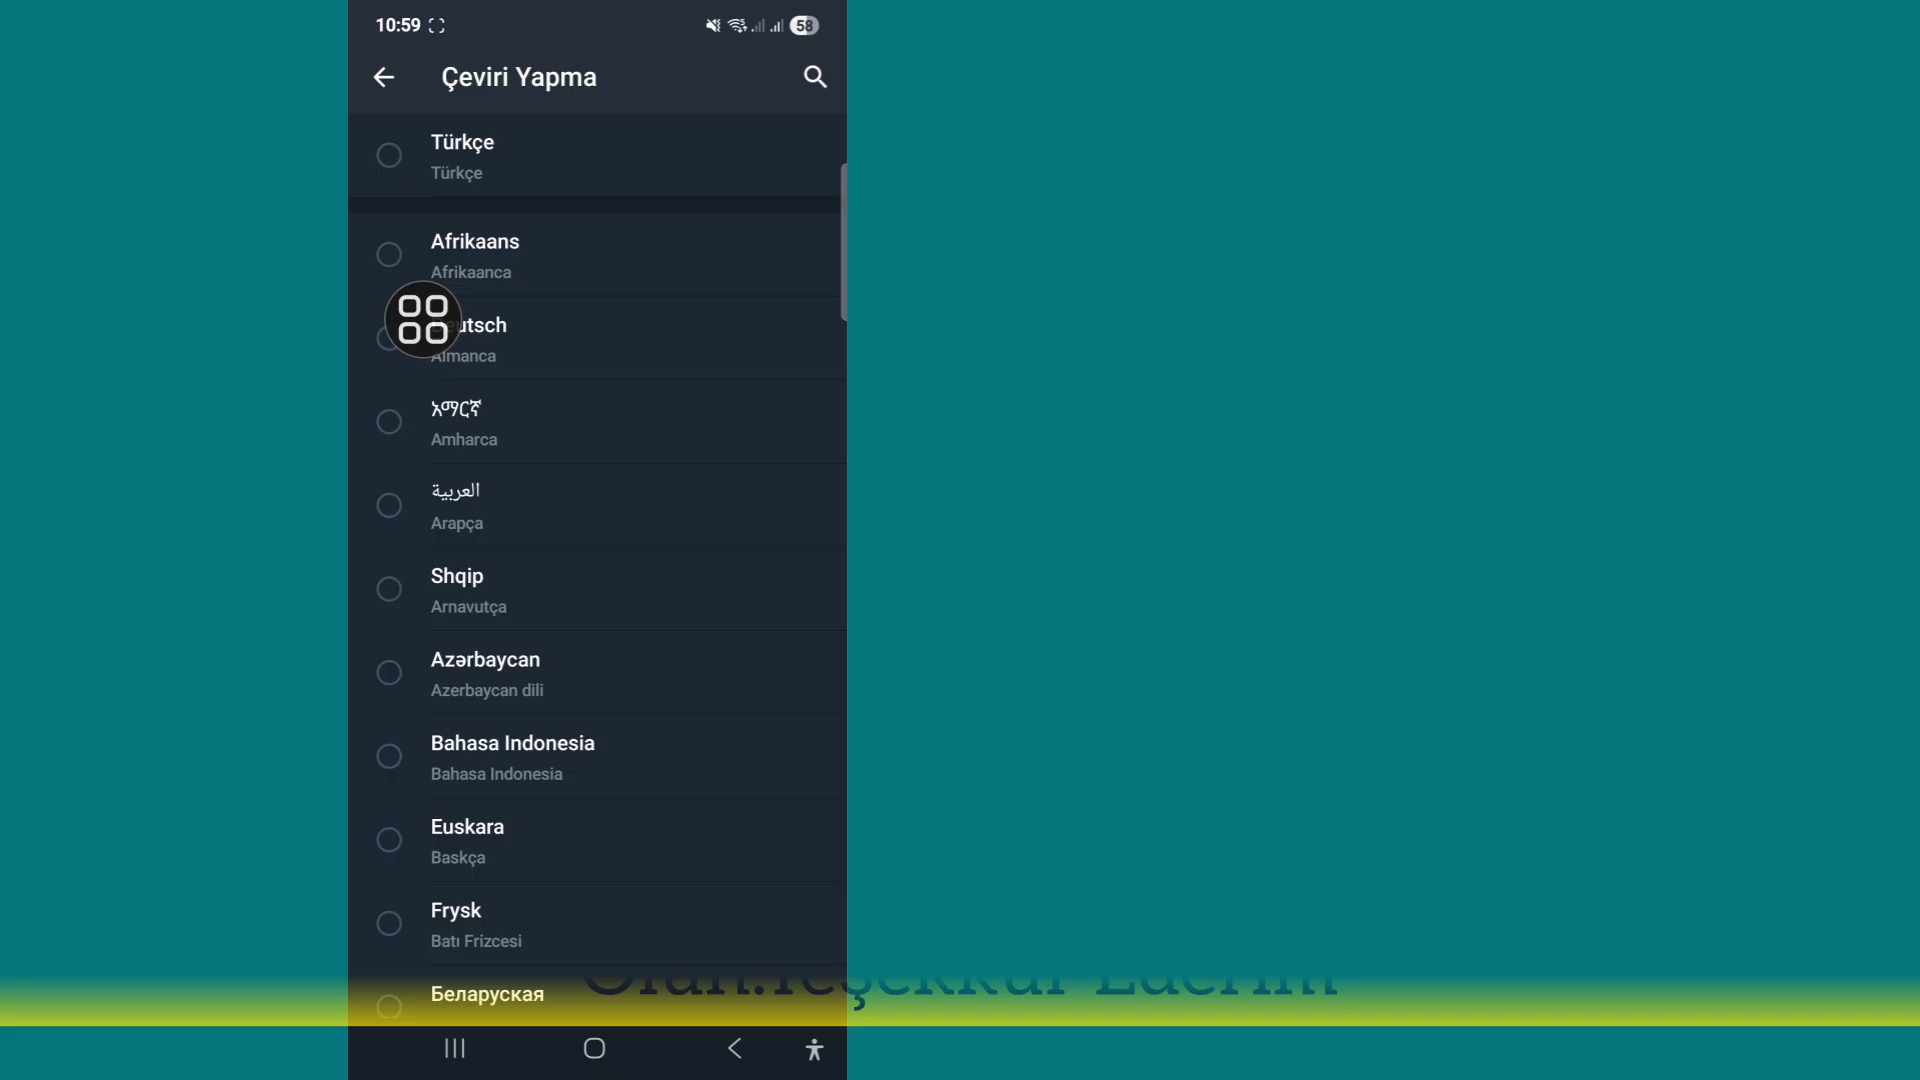 10:59
58
Çeviri Yapma
Türkçe
Türkçe
Afrikaans
Afrikaanca
utsch
Almanca
አማርኛ
Amharca
العربية
Arapça
Shqip
Arnavutça
Azərbaycan
Azerbaycan dili
Bahasa Indonesia
Bahasa Indonesia
Euskara
Baskça
Frysk
Batı Frizcesi
Беларуская